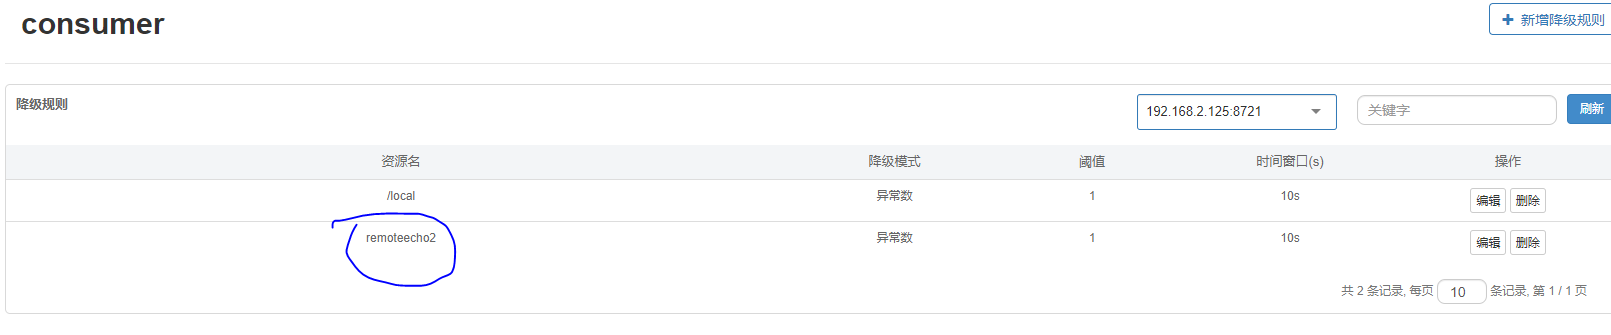 consumer
+ 新增降级规则
降级规则
192.168.2.125:8721
关键字
刷新
资源名 降级模式 阈值 时间窗口(s) 操作
/local 异常数 1 10s 编辑 删除
remoteecho2 异常数 1 10s 编辑 删除
共 2 条记录, 每页 10 条记录, 第 1 / 1 页